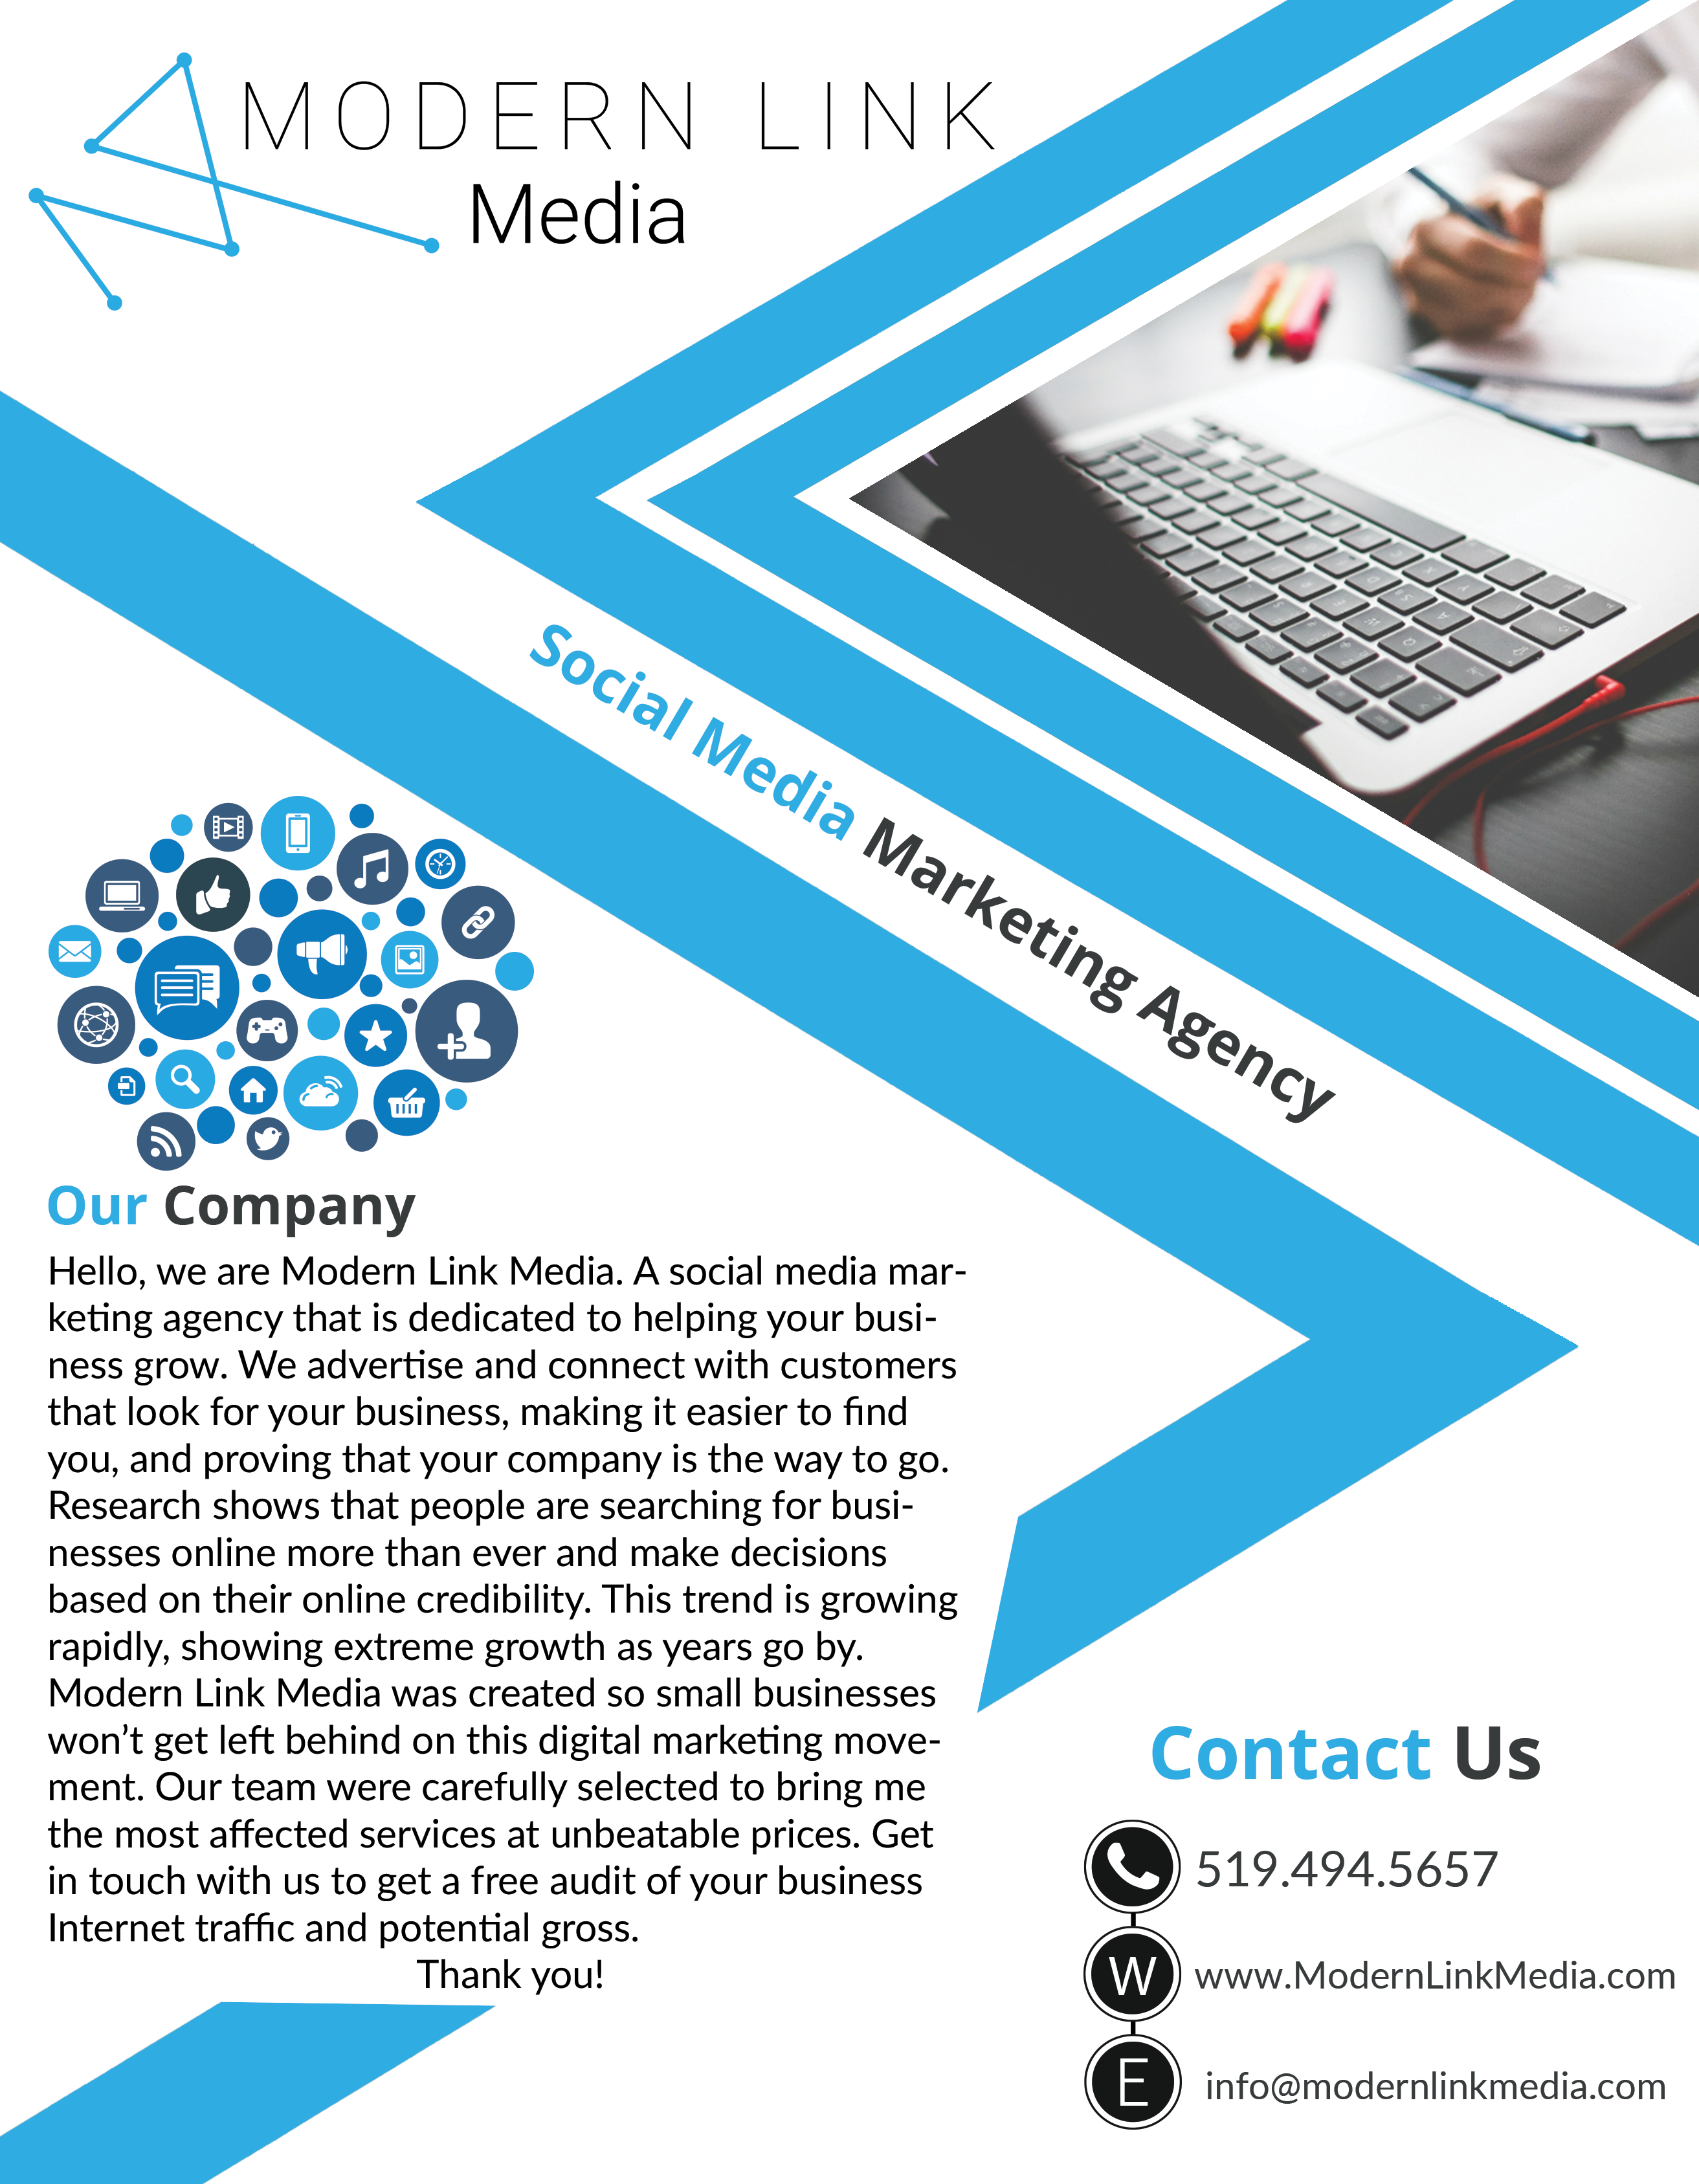 MODERN LINK
Media
Social Media Marketing Agency
Our Company
Hello, we are Modern Link Media. A social media mar-
keting agency that is dedicated to helping your busi-
ness grow. We advertise and connect with customers
that look for your business, making it easier to find
you, and proving that your company is the way to go.
Research shows that people are searching for busi-
nesses online more than ever and make decisions
based on their online credibility. This trend is growing
rapidly, showing extreme growth as years go by.
Modern Link Media was created so small businesses
won’t get left behind on this digital marketing move-
ment. Our team were carefully selected to bring me
the most affected services at unbeatable prices. Get
in touch with us to get a free audit of your business
Internet traffic and potential gross.
Thank you!
Contact Us
519.494.5657
W www.ModernLinkMedia.com
E info@modernlinkmedia.com